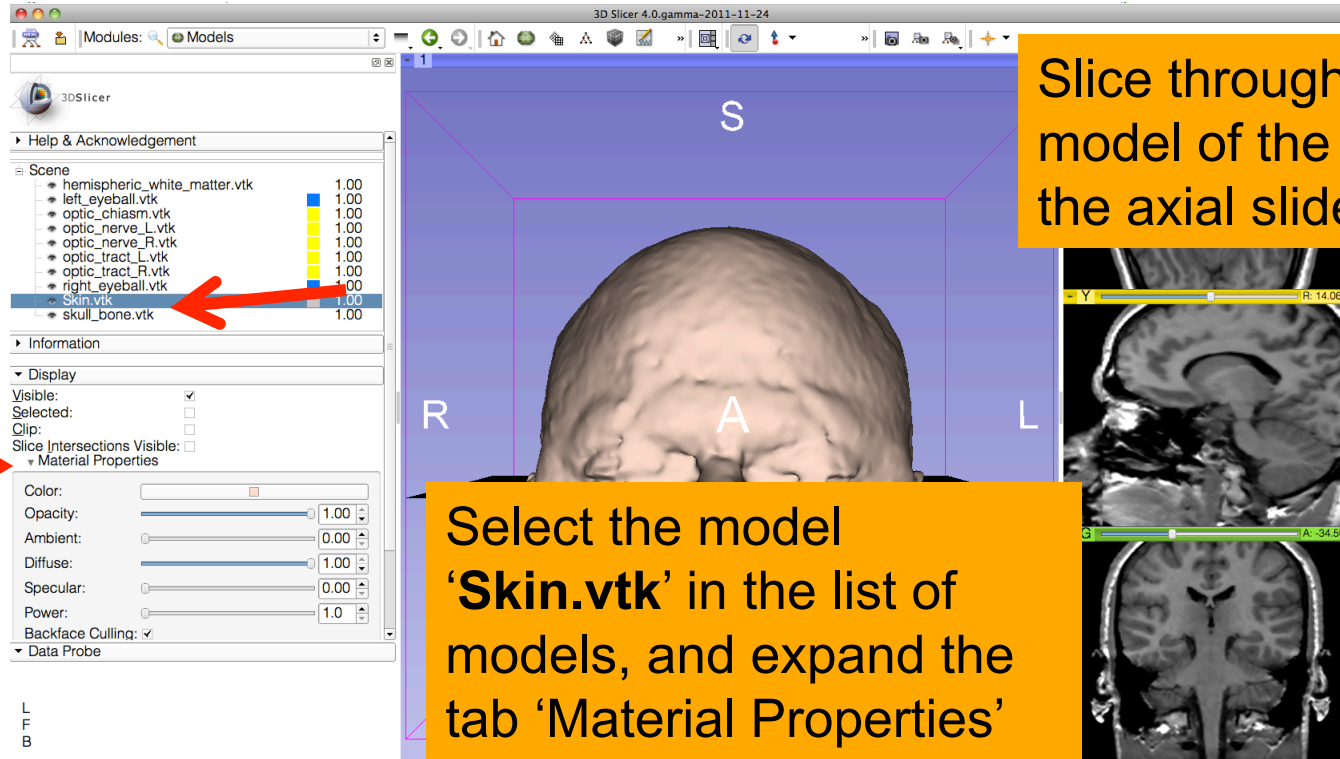 3D Slicer 4.0.gamma-2011-11-24
Modules: Models
3DSlicer
Help & Acknowledgement
Scene
hemispheric_white_matter.vtk 1.00
left_eyeball.vtk 1.00
optic_chiasm.vtk 1.00
optic_nerve_L.vtk 1.00
optic_nerve_R.vtk 1.00
optic_tract_L.vtk 1.00
optic_tract_R.vtk 1.00
right_eyeball.vtk 1.00
Skin.vtk 1.00
skull_bone.vtk 1.00
Information
Display
Visible:
Selected:
Clip:
Slice Intersections Visible:
Material Properties
Color:
Opacity: 1.00
Ambient: 0.00
Diffuse: 1.00
Specular: 0.00
Power: 1.0
Backface Culling:
Data Probe
L
F
B
1
S
R
A
L
Slice through
model of the
the axial slide
Y R: 14.06
G A: -34.50
Select the model
‘Skin.vtk’ in the list of
models, and expand the
tab ‘Material Properties’